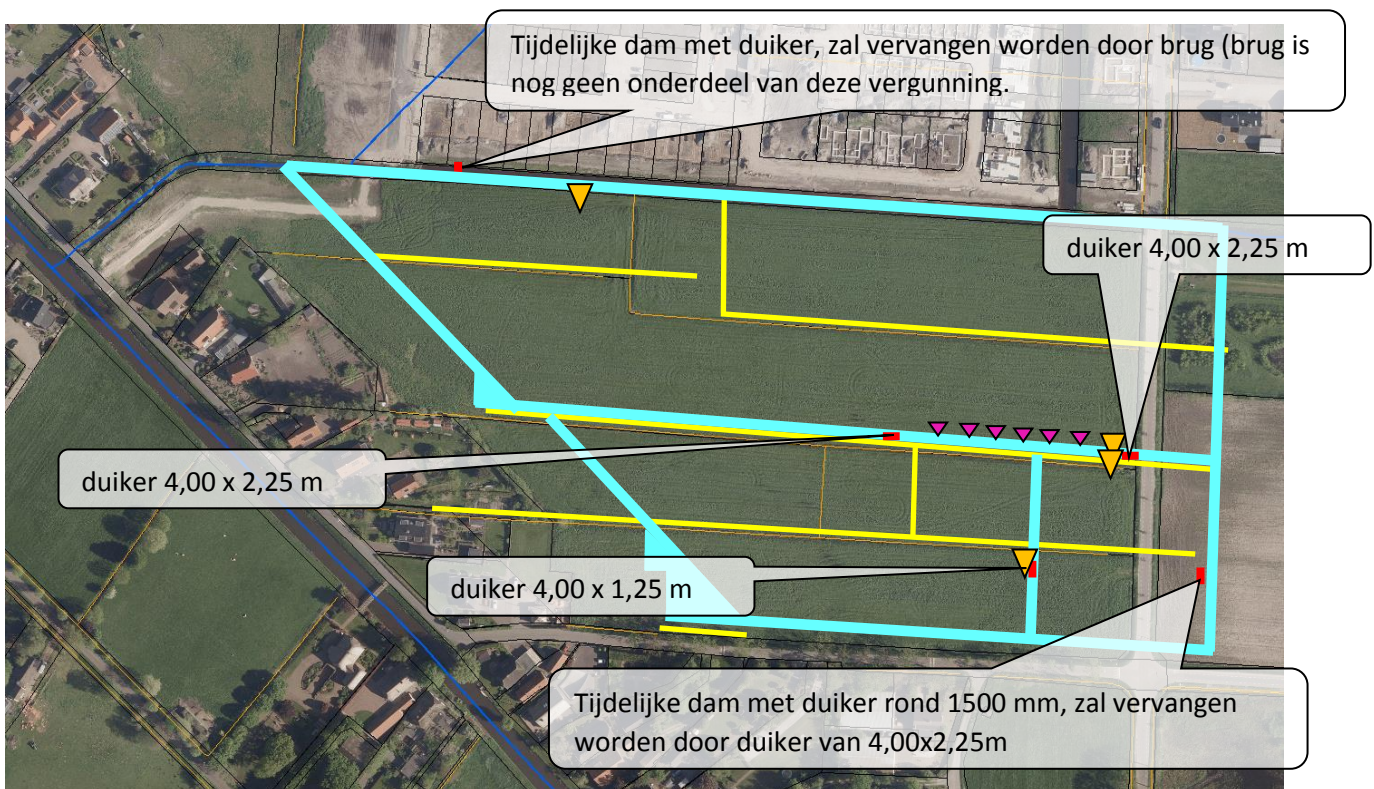 Tijdelijke dam met duiker, zal vervangen worden door brug (brug is
nog geen onderdeel van deze vergunning.
duiker 4,00 x 2,25 m
duiker 4,00 x 2,25 m
duiker 4,00 x 1,25 m
Tijdelijke dam met duiker rond 1500 mm, zal vervangen
worden door duiker van 4,00x2,25m